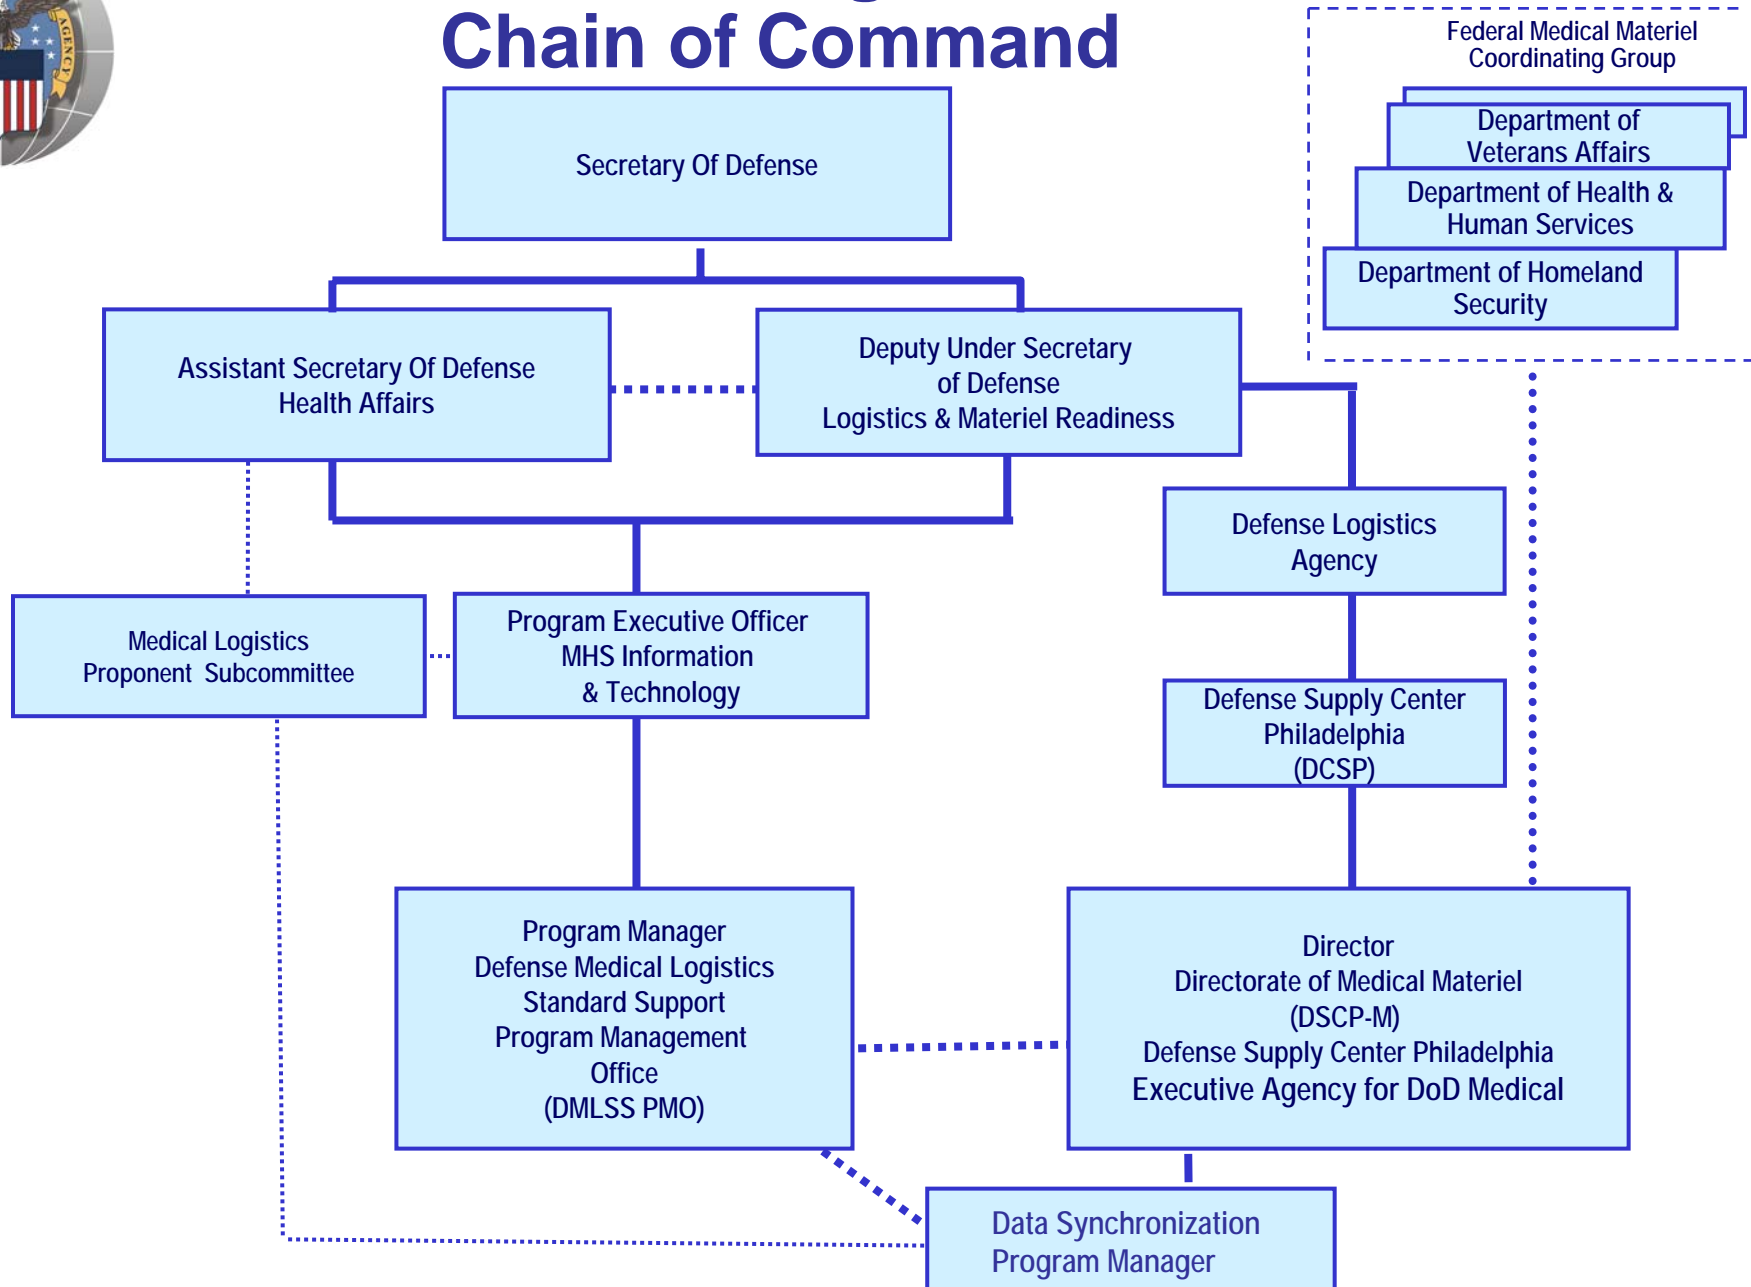 Chain of Command
AGENCY
Federal Medical Materiel
Coordinating Group
Department of
Veterans Affairs
Department of Health &
Human Services
Department of Homeland
Security
Secretary Of Defense
Assistant Secretary Of Defense
Health Affairs
Deputy Under Secretary
of Defense
Logistics & Materiel Readiness
Defense Logistics
Agency
Medical Logistics
Proponent Subcommittee
Program Executive Officer
MHS Information
& Technology
Defense Supply Center
Philadelphia
(DCSP)
Program Manager
Defense Medical Logistics
Standard Support
Program Management
Office
(DMLSS PMO)
Director
Directorate of Medical Materiel
(DSCP-M)
Defense Supply Center Philadelphia
Executive Agency for DoD Medical
Data Synchronization
Program Manager